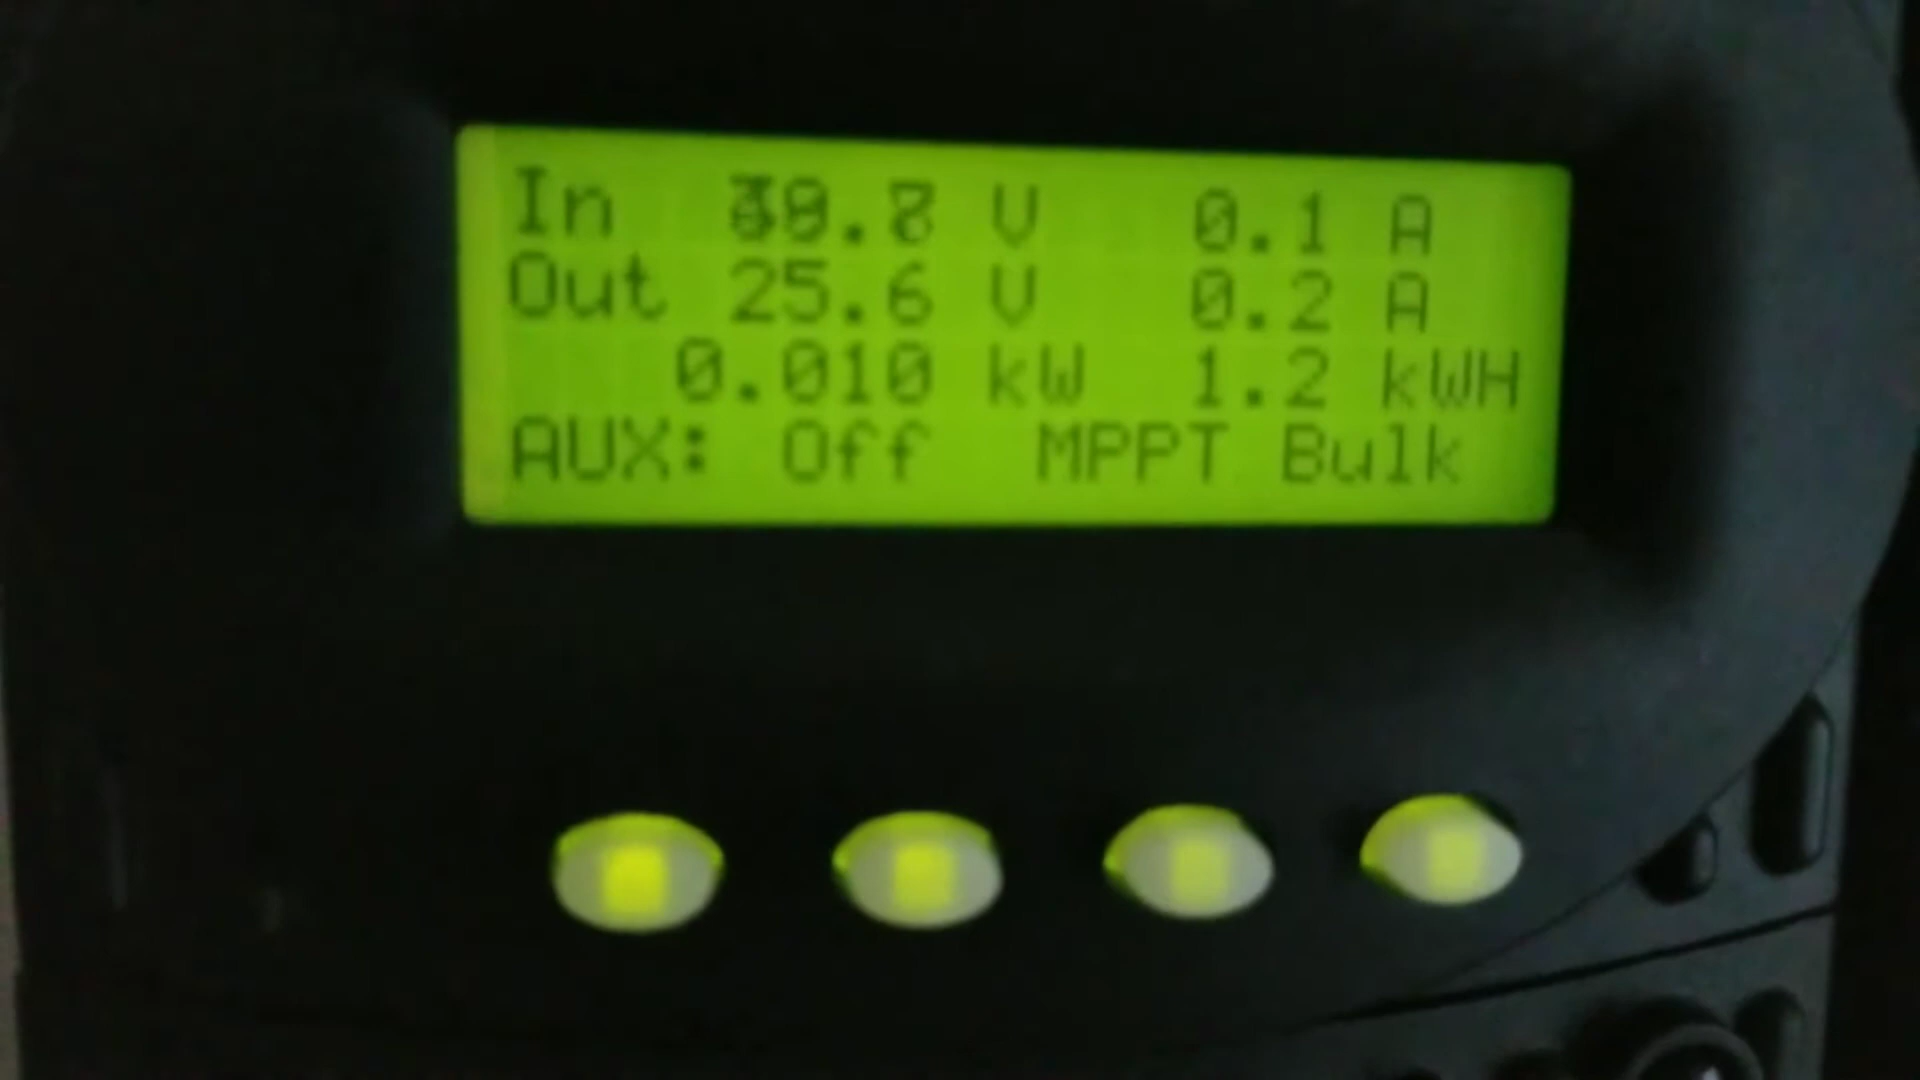 In V 0.1 A
Out 25.6 V 0.2 A
0.010 kW 1.2 kWH
AUX: Off MPPT Bulk